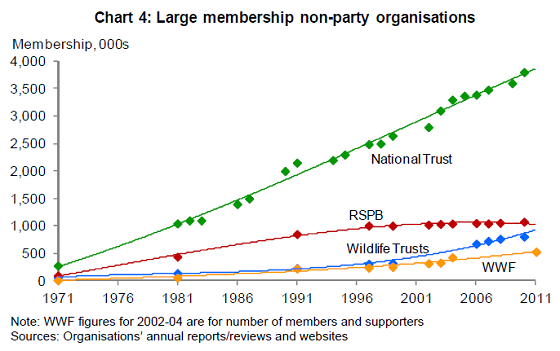 Chart 4: Large membership non-party organisations
Membership, 000s
4,000
3,500
3,000
2,500
2,000
1,500
1,000
500
0
National Trust
RSPB
Wildlife Trusts
WWF
1971 1976 1981 1986 1991 1997 2001 2006 2011
Note: WWF figures for 2002-04 are for number of members and supporters
Sources: Organisations' annual reports/reviews and websites